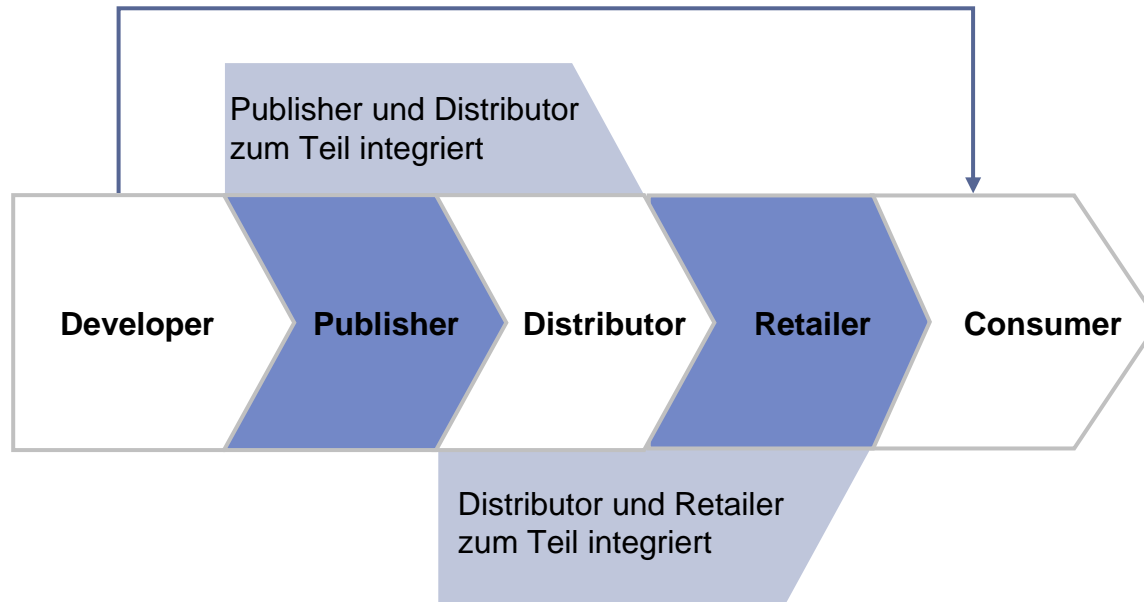 Publisher und Distributor
zum Teil integriert
Developer
Publisher
Distributor
Retailer
Consumer
Distributor und Retailer
zum Teil integriert